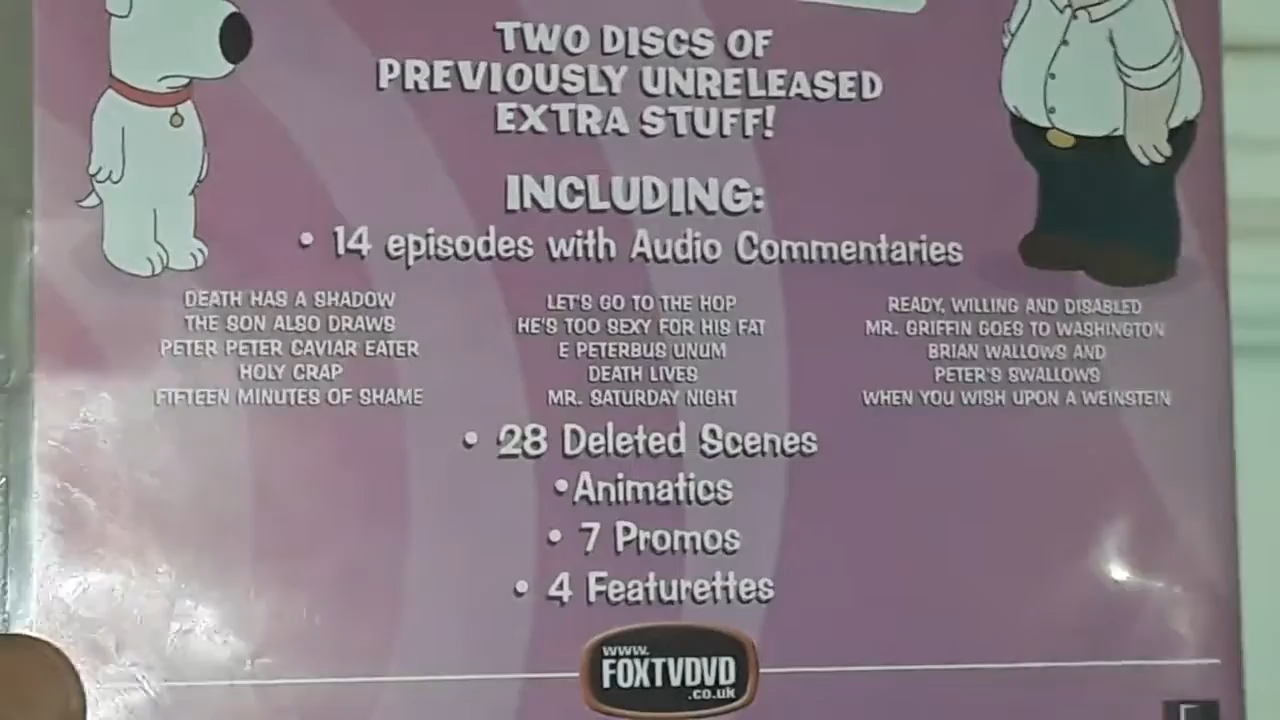 TWO DISCS OF
PREVIOUSLY UNRELEASED
EXTRA STUFF!
INCLUDING:
• 14 episodes with Audio Commentaries
DEATH HAS A SHADOW
THE SON ALSO DRAWS
PETER PETER CAVIAR EATER
HOLY CRAP
FIFTEEN MINUTES OF SHAME
LET'S GO TO THE HOP
HE'S TOO SEXY FOR HIS FAT
E PETERBUS UNUM
DEATH LIVES
MR. SATURDAY NIGHT
READY, WILLING AND DISABLED
MR. GRIFFIN GOES TO WASHINGTON
BRIAN WALLOWS AND
PETER'S SWALLOWS
WHEN YOU WISH UPON A WEINSTEIN
• 28 Deleted Scenes
•Animatics
• 7 Promos
• 4 Featurettes
www.
FOXTVDVD
.co.uk